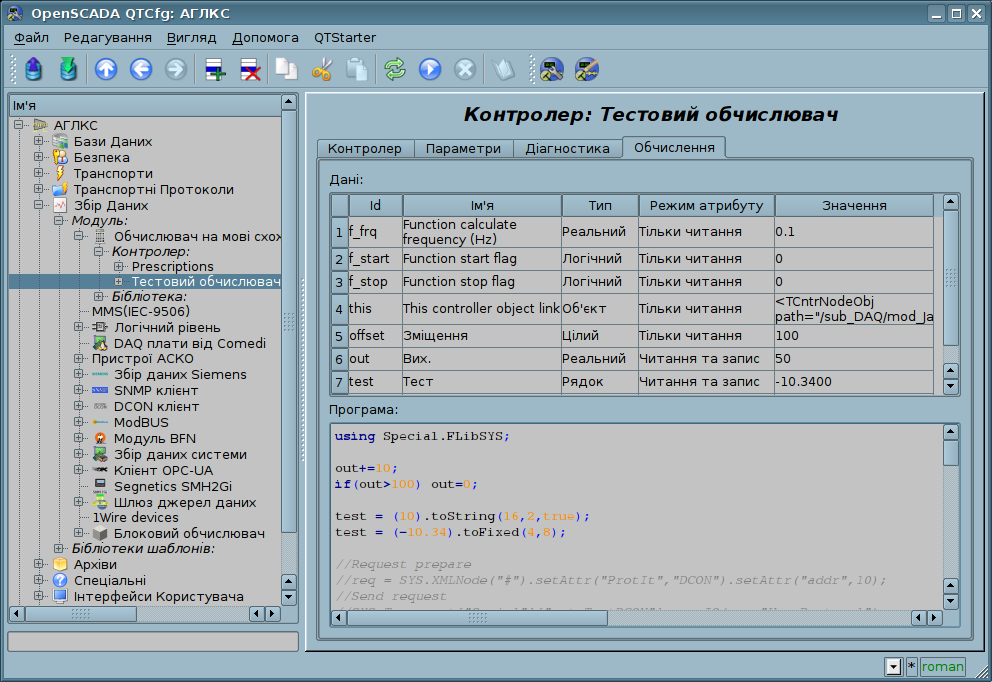 OpenSCADA QTCfg: АГЛКС
Файл Редагування Вигляд Допомога QTStarter
Ім'я
АГЛКС
Бази Даних
Безпека
Транспорти
Транспортні Протоколи
Збір Даних
Модуль:
Обчислювач на мові схож
Контролер:
Prescriptions
Тестовий обчислювач
Бібліотека:
MMS(IEC-9506)
Логічний рівень
DAQ плати від Comedi
Пристрої АСКО
Збір даних Siemens
SNMP клієнт
DCON клієнт
ModBUS
Модуль BFN
Збір даних системи
Клієнт OPC-UA
Segnetics SMH2Gi
Шлюз джерел даних
1Wire devices
Блоковий обчислювач
Бібліотеки шаблонів:
Архіви
Спеціальні
Інтерфейси Користувача
Контролер: Тестовий обчислювач
Контролер Параметри Діагностика Обчислення
Дані:
Id Ім'я Тип Режим атрибуту Значення
1 f_frq Function calculate frequency (Hz) Реальний Тільки читання 0.1
2 f_start Function start flag Логічний Тільки читання 0
3 f_stop Function stop flag Логічний Тільки читання 0
4 this This controller object link Об'єкт Тільки читання <TCntrNodeObj path="/sub_DAQ/mod_Ja
5 offset Зміщення Цілий Тільки читання 100
6 out Вих. Реальний Читання та запис 50
7 test Тест Рядок Читання та запис -10.3400
Програма:
using Special.FLibSYS;
out+=10;
if(out>100) out=0;
test = (10).toString(16,2,true);
test = (-10.34).toFixed(4,8);
//Request prepare
//req = SYS.XMLNode("#").setAttr("ProtIt","DCON").setAttr("addr",10);
//Send request
* roman